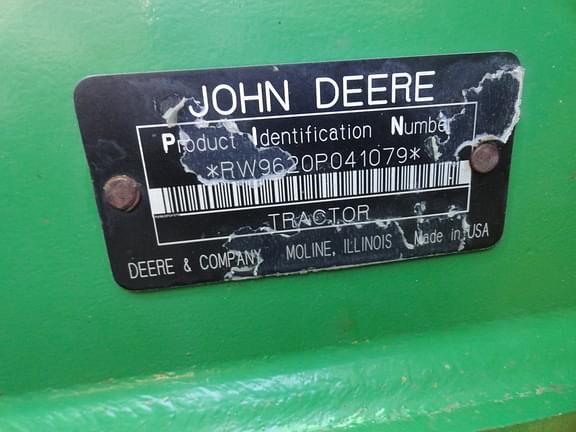 JOHN DEERE
Product Identification Number
*RW9620P041079*
TRACTOR
DEERE & COMPANY MOLINE, ILLINOIS Made in USA